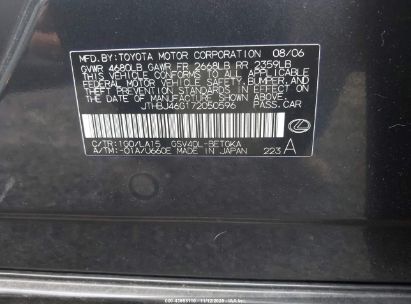 MFD.BY: TOYOTA MOTOR CORPORATION 08/06
GVWR 4680LB GAWR FR 2668LB RR 2359LB
THIS VEHICLE CONFORMS TO ALL APPLICABLE
FEDERAL MOTOR VEHICLE SAFETY, BUMPER, AND
THEFT PREVENTION STANDARDS IN EFFECT ON
THE DATE OF MANUFACTURE SHOWN ABOVE.
JTHBJ46G772050596 PASS.CAR
C/TR:1G0/LA15 GSV40L-BETGKA
A/TM:-01A/U660E MADE IN JAPAN 223 A